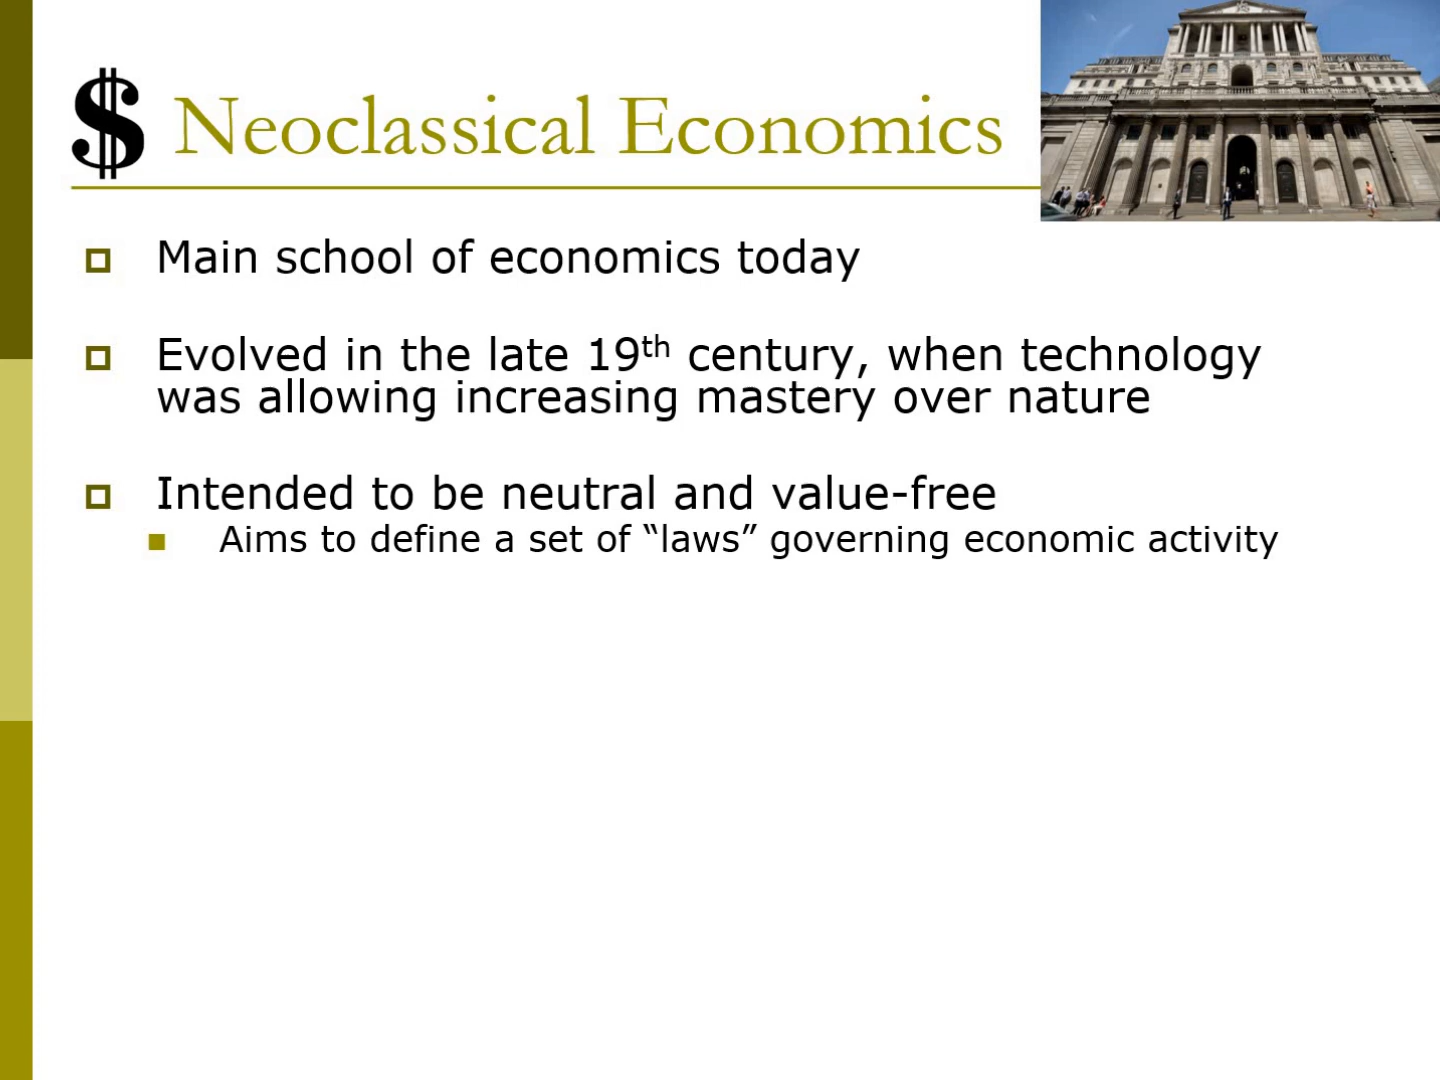 $ Neoclassical Economics
Main school of economics today
Evolved in the late 19th century, when technology
was allowing increasing mastery over nature
Intended to be neutral and value-free
Aims to define a set of “laws” governing economic activity